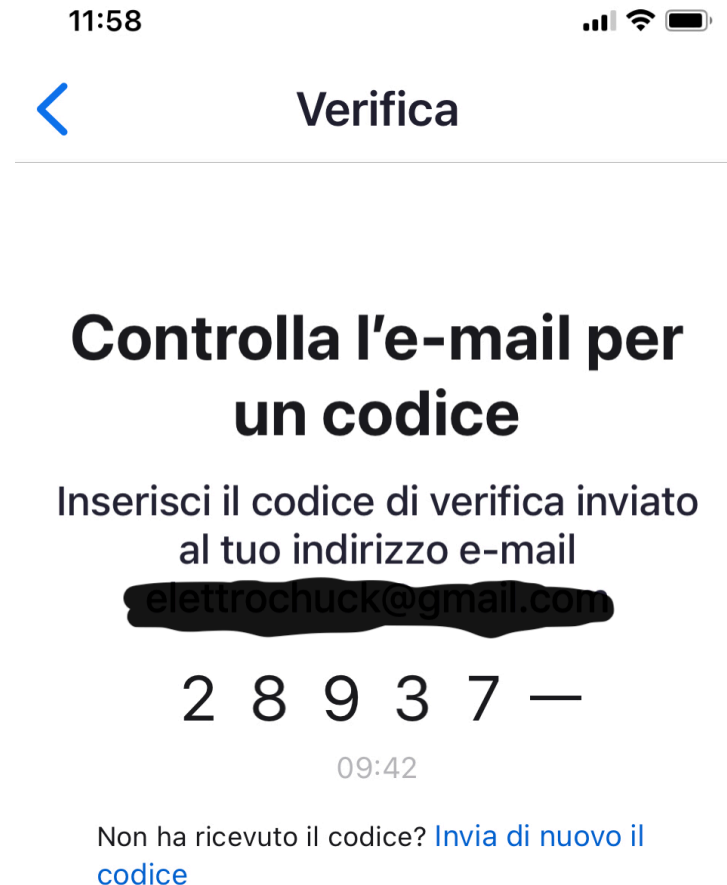 11:58
Verifica
Controlla l'e-mail per
un codice
Inserisci il codice di verifica inviato
al tuo indirizzo e-mail
2 8 9 3 7 —
09:42
Non ha ricevuto il codice? Invia di nuovo il
codice